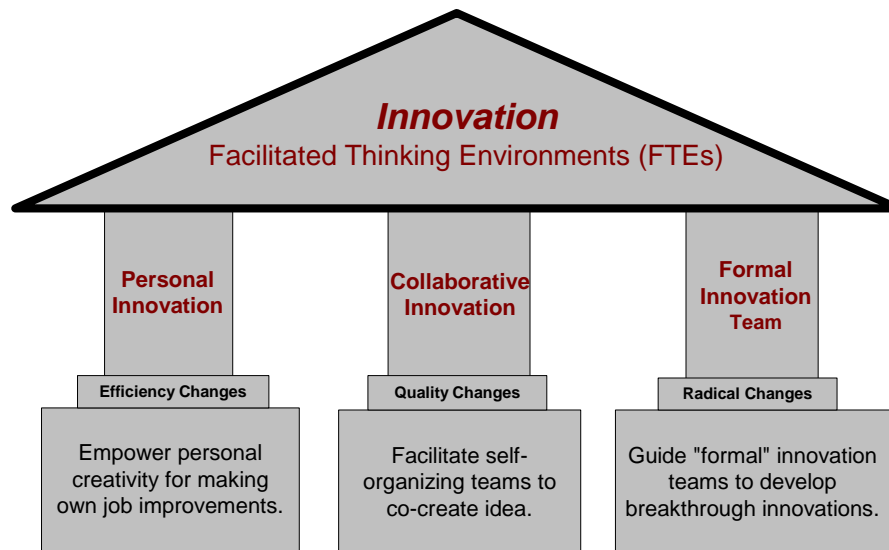 Innovation
Facilitated Thinking Environments (FTEs)
Personal
Innovation
Efficiency Changes
Empower personal
creativity for making
own job improvements.
Collaborative
Innovation
Quality Changes
Facilitate self-
organizing teams to
co-create idea.
Formal
Innovation
Team
Radical Changes
Guide "formal" innovation
teams to develop
breakthrough innovations.